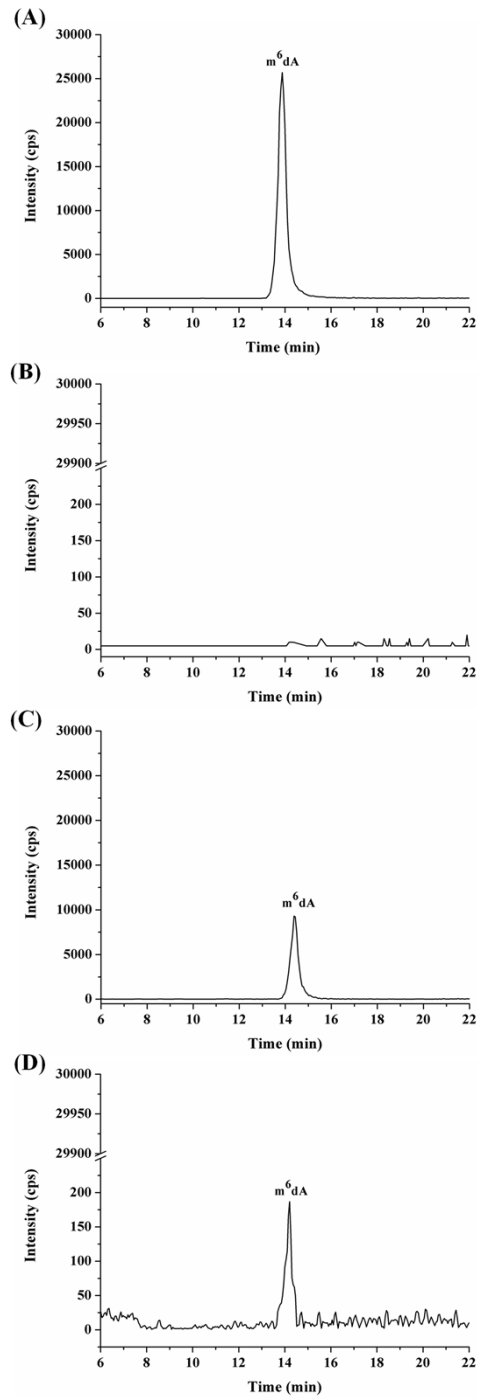 (A)
m⁶dA
30000
25000
20000
15000
10000
5000
0
Intensity (cps)
6 8 10 12 14 16 18 20 22
Time (min)
(B)
30000
29950
29900
200
150
100
50
0
Intensity (cps)
6 8 10 12 14 16 18 20 22
Time (min)
(C)
30000
25000
20000
15000
10000
5000
0
Intensity (cps)
m⁶dA
6 8 10 12 14 16 18 20 22
Time (min)
(D)
30000
29950
29900
200
150
100
50
0
Intensity (cps)
m⁶dA
6 8 10 12 14 16 18 20 22
Time (min)